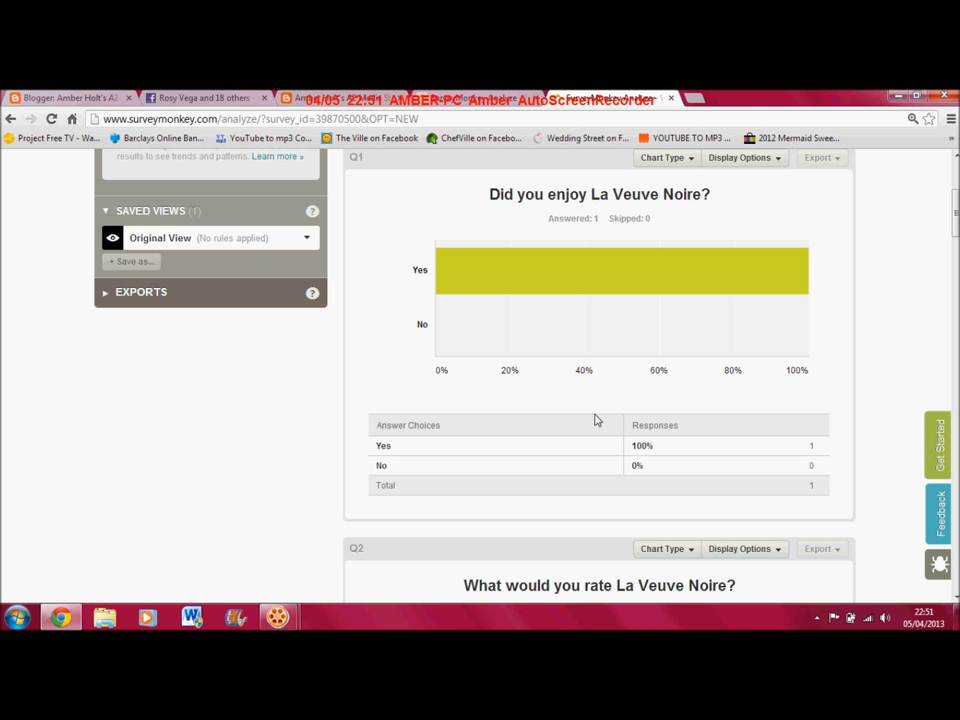 Blogger: Amber Holt's A2
Rosy Vega and 18 others
04/05 22:51 AMBER-PC Amber AutoScreenRecorder
www.surveymonkey.com/analyze/?survey_id=39870500&OPT=NEW
Project Free TV - Wa...
Barclays Online Ban...
YouTube to mp3 Co...
The Ville on Facebook
ChefVille on Facebo...
Wedding Street on F...
YOUTUBE TO MP3 ...
2012 Mermaid Swee...
results to see trends and patterns. Learn more »
SAVED VIEWS (1) ?
Original View (No rules applied)
+ Save as...
EXPORTS ?
Q1 Chart Type Display Options Export
Did you enjoy La Veuve Noire?
Answered: 1 Skipped: 0
Yes
No
0% 20% 40% 60% 80% 100%
Answer Choices Responses
Yes 100% 1
No 0% 0
Total 1
Q2 Chart Type Display Options Export
What would you rate La Veuve Noire?
Get Started
Feedback
22:51
05/04/2013